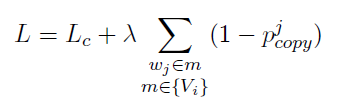 L = L_c + λ ∑_{w_j∈m, m∈{V_i}} (1 − p^j_{copy})